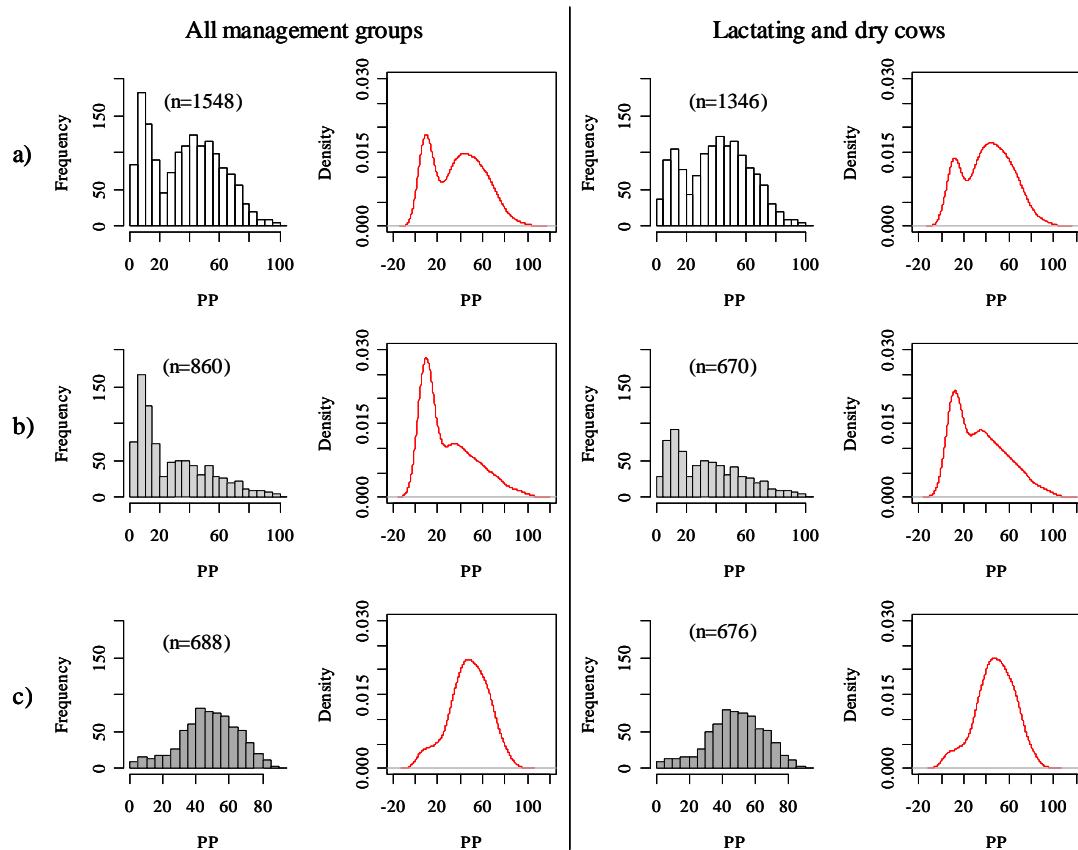 All management groups
Lactating and dry cows
a)
Frequency
0 50 150
(n=1548)
0 20 60 100
PP
Density
0.000 0.015 0.030
-20 20 60 100
PP
Frequency
0 50 150
(n=1346)
0 20 60 100
PP
Density
0.000 0.015 0.030
-20 20 60 100
PP
b)
Frequency
0 50 150
(n=860)
0 20 60 100
PP
Density
0.000 0.015 0.030
-20 20 60 100
PP
Frequency
0 50 150
(n=670)
0 20 60 100
PP
Density
0.000 0.015 0.030
-20 20 60 100
PP
c)
Frequency
0 50 150
(n=688)
0 20 40 60 80
PP
Density
0.000 0.015 0.030
-20 20 60 100
PP
Frequency
0 50 150
(n=676)
0 20 40 60 80
PP
Density
0.000 0.015 0.030
-20 20 60 100
PP